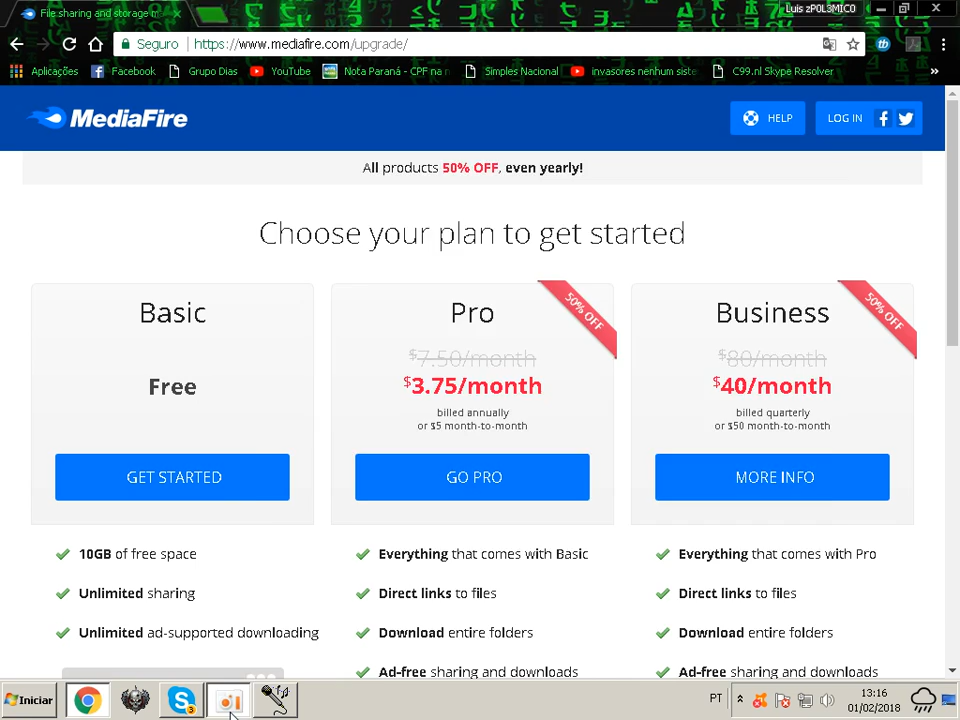 File sharing and storage m
Luis zP0L3MICO
Seguro
https://www.mediafire.com/upgrade/
Aplicações
Facebook
Grupo Dias
YouTube
Nota Paraná - CPF na n
Simples Nacional
invasores nenhum siste
C99.nl Skype Resolver
»
MediaFire
HELP
LOG IN
All products 50% OFF, even yearly!
Choose your plan to get started
Basic
Free
GET STARTED
10GB of free space
Unlimited sharing
Unlimited ad-supported downloading
Pro
50% OFF
$7.50/month
$3.75/month
billed annually
or $5 month-to-month
GO PRO
Everything that comes with Basic
Direct links to files
Download entire folders
Ad-free sharing and downloads
Business
50% OFF
$80/month
$40/month
billed quarterly
or $50 month-to-month
MORE INFO
Everything that comes with Pro
Direct links to files
Download entire folders
Ad-free sharing and downloads
Iniciar
3
PT
13:16
01/02/2018